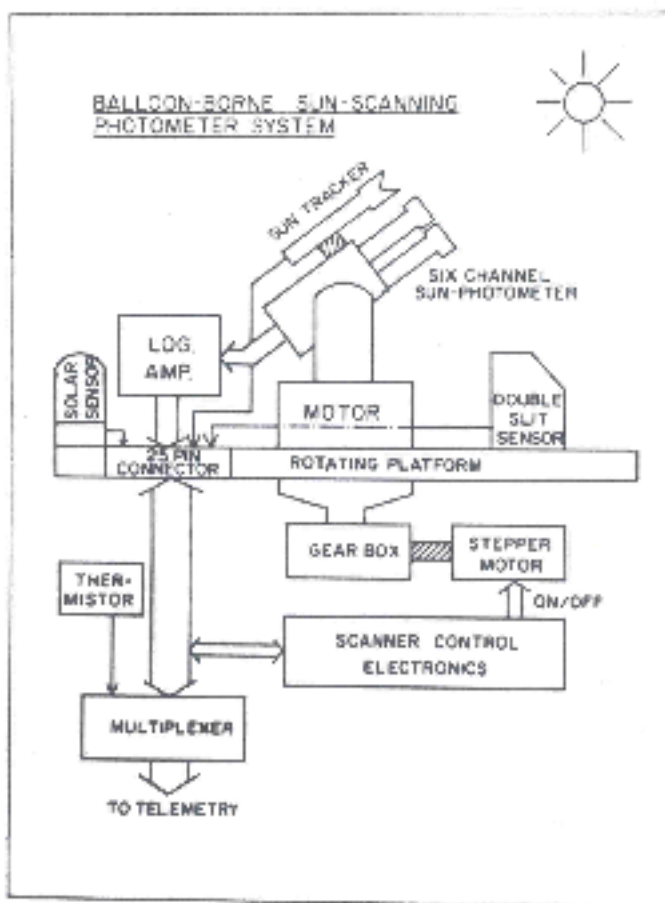 BALLOON-BORNE SUN-SCANNING
PHOTOMETER SYSTEM
SUN TRACKER
SIX CHANNEL
SUN-PHOTOMETER
LOG.
AMP.
SOLAR
SENSOR
MOTOR
DOUBLE
SLIT
SENSOR
25 PIN
CONNECTOR
ROTATING PLATFORM
GEAR BOX
STEPPER
MOTOR
THER-
MISTOR
ON/OFF
SCANNER CONTROL
ELECTRONICS
MULTIPLEXER
TO TELEMETRY